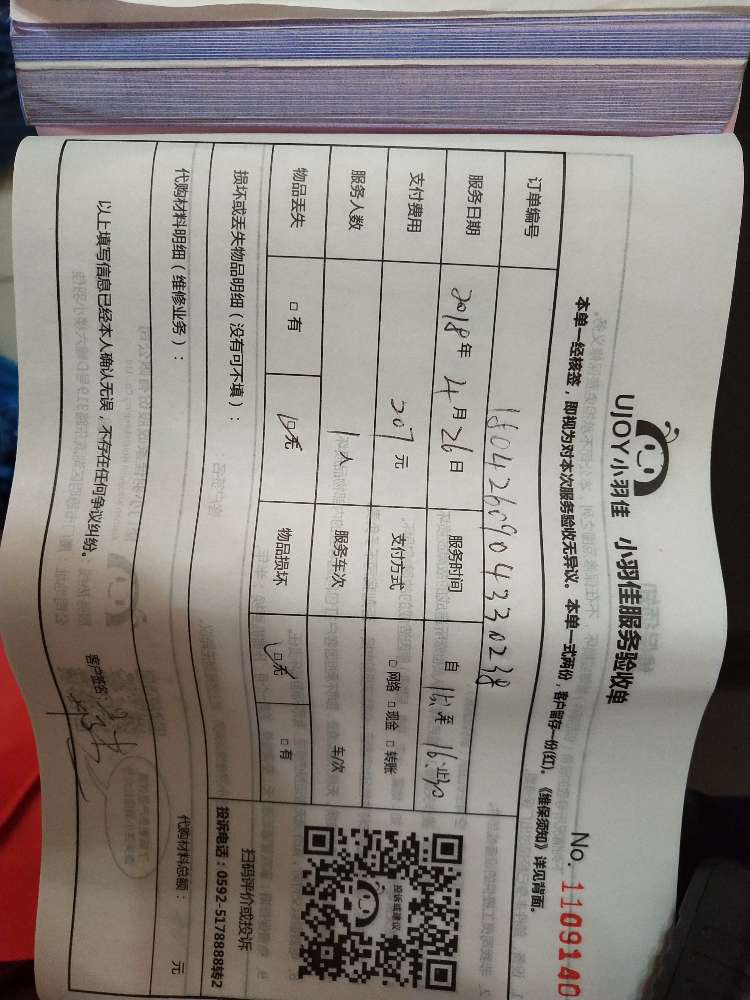 UJOY小羽佳 小羽佳服务验收单
No. 1109140
本单一经核签，即视为对本次服务验收无异议。本单一式两份，客户留存一份(红)。《维保须知》详见背面。
订单编号
服务日期 2018年4月26日 服务时间 自
支付费用 207元 支付方式 □网络 □现金 □转账
服务人数 1人 服务车次 车/次
物品丢失 □有 □无 物品损坏 □无 □有
损坏或丢失物品明细（没有可不填）：
代购材料明细（维修业务）：
代购材料总额： 元
以上填写信息已经本人确认无误，不存在任何争议纠纷。
客户签名：
投诉或建议
扫码评价或投诉
投诉电话：0592-5178888转2